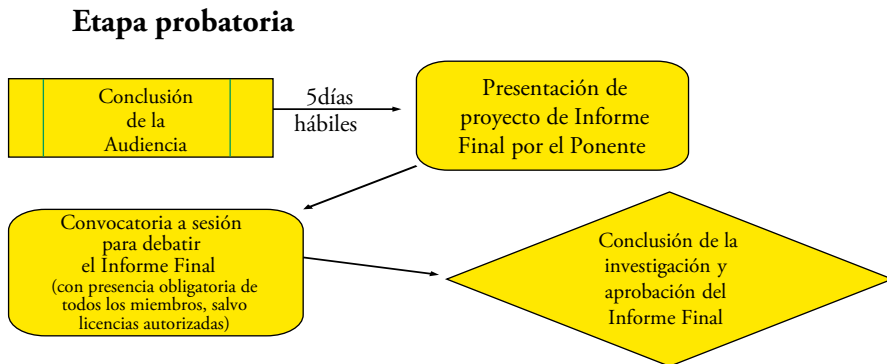 Etapa probatoria
Conclusión
de la
Audiencia
5días
hábiles
Presentación de
proyecto de Informe
Final por el Ponente
Convocatoria a sesión
para debatir
el Informe Final
(con presencia obligatoria de
todos los miembros, salvo
licencias autorizadas)
Conclusión de la
investigación y
aprobación del
Informe Final